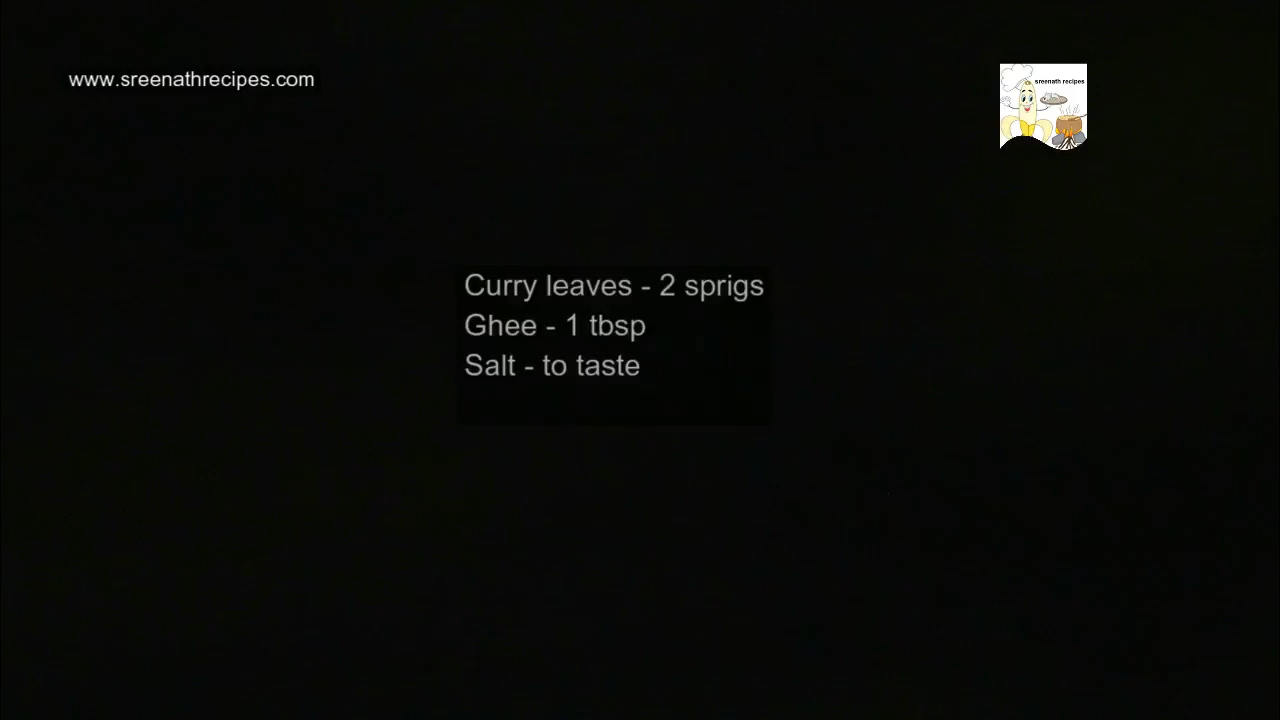 www.sreenathrecipes.com
sreenath recipes
Curry leaves - 2 sprigs
Ghee - 1 tbsp
Salt - to taste